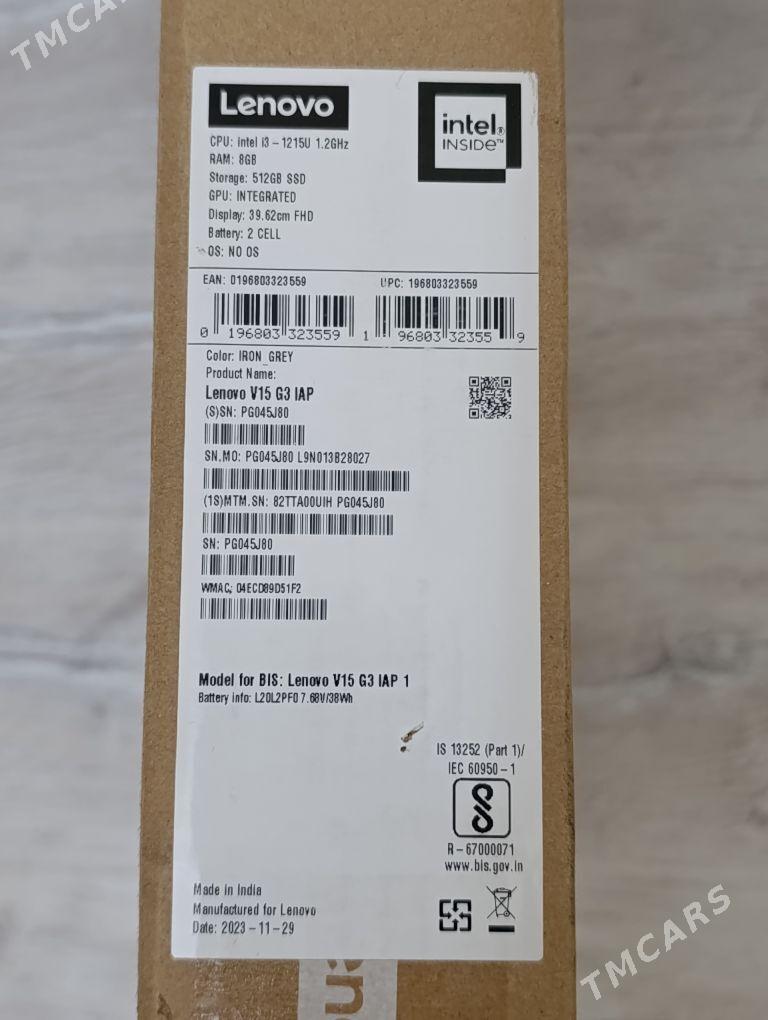 TMCARS
Lenovo
intel®
INSIDE™
CPU: intel i3-1215U 1.2GHz
RAM: 8GB
Storage: 512GB SSD
GPU: INTEGRATED
Display: 39.62cm FHD
Battery: 2 CELL
OS: NO OS
EAN: 0196803323559 UPC: 196803323559
0 196803 323559 1 96803 32355 9
Color: IRON_GREY
Product Name:
Lenovo V15 G3 IAP
(S)SN: PG045J80
SN.MO: PG045J80 L9N013B28027
(1S)MTM.SN: 82TTA00UIH PG045J80
SN: PG045J80
WMAC: 04ECD89D51F2
Model for BIS: Lenovo V15 G3 IAP 1
Battery info: L20L2PF0 7.68V/38Wh
IS 13252 (Part 1)/
IEC 60950-1
R-67000071
www.bis.gov.in
Made in India
Manufactured for Lenovo
Date: 2023-11-29
TMCARS